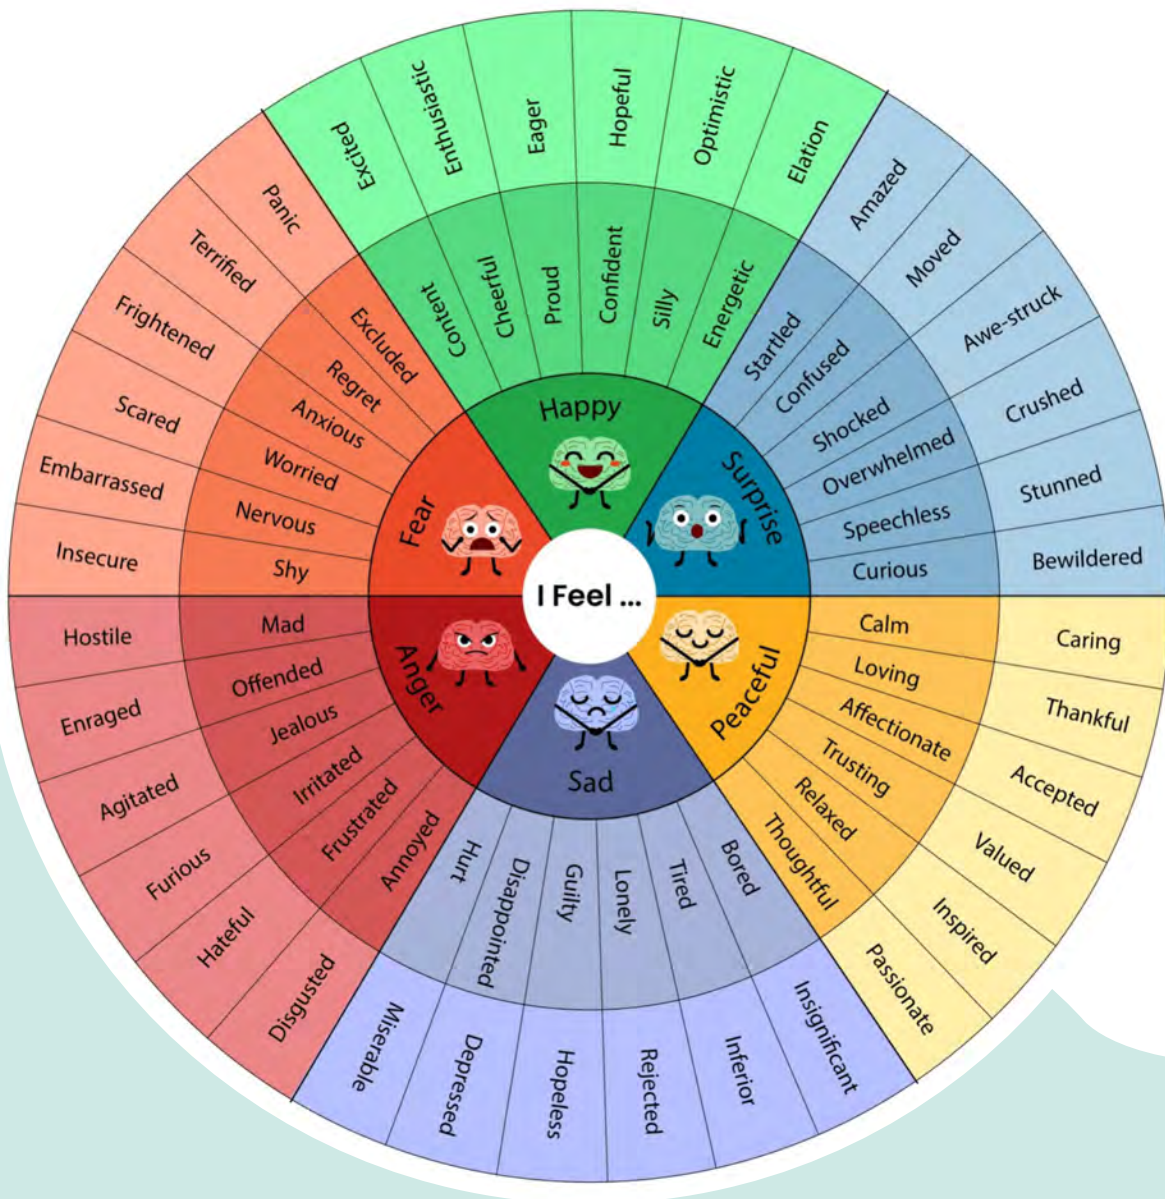 I Feel ...
Happy
Content
Cheerful
Proud
Confident
Silly
Energetic
Excited
Enthusiastic
Eager
Hopeful
Optimistic
Elation
Surprise
Startled
Confused
Shocked
Overwhelmed
Speechless
Curious
Amazed
Moved
Awe-struck
Crushed
Stunned
Bewildered
Peaceful
Calm
Loving
Affectionate
Trusting
Relaxed
Thoughtful
Caring
Thankful
Accepted
Valued
Inspired
Passionate
Sad
Bored
Tired
Lonely
Guilty
Disappointed
Hurt
Insignificant
Inferior
Rejected
Hopeless
Depressed
Miserable
Anger
Annoyed
Frustrated
Irritated
Jealous
Offended
Mad
Disgusted
Hateful
Furious
Agitated
Enraged
Hostile
Fear
Shy
Nervous
Worried
Anxious
Regret
Excluded
Insecure
Embarrassed
Scared
Frightened
Terrified
Panic